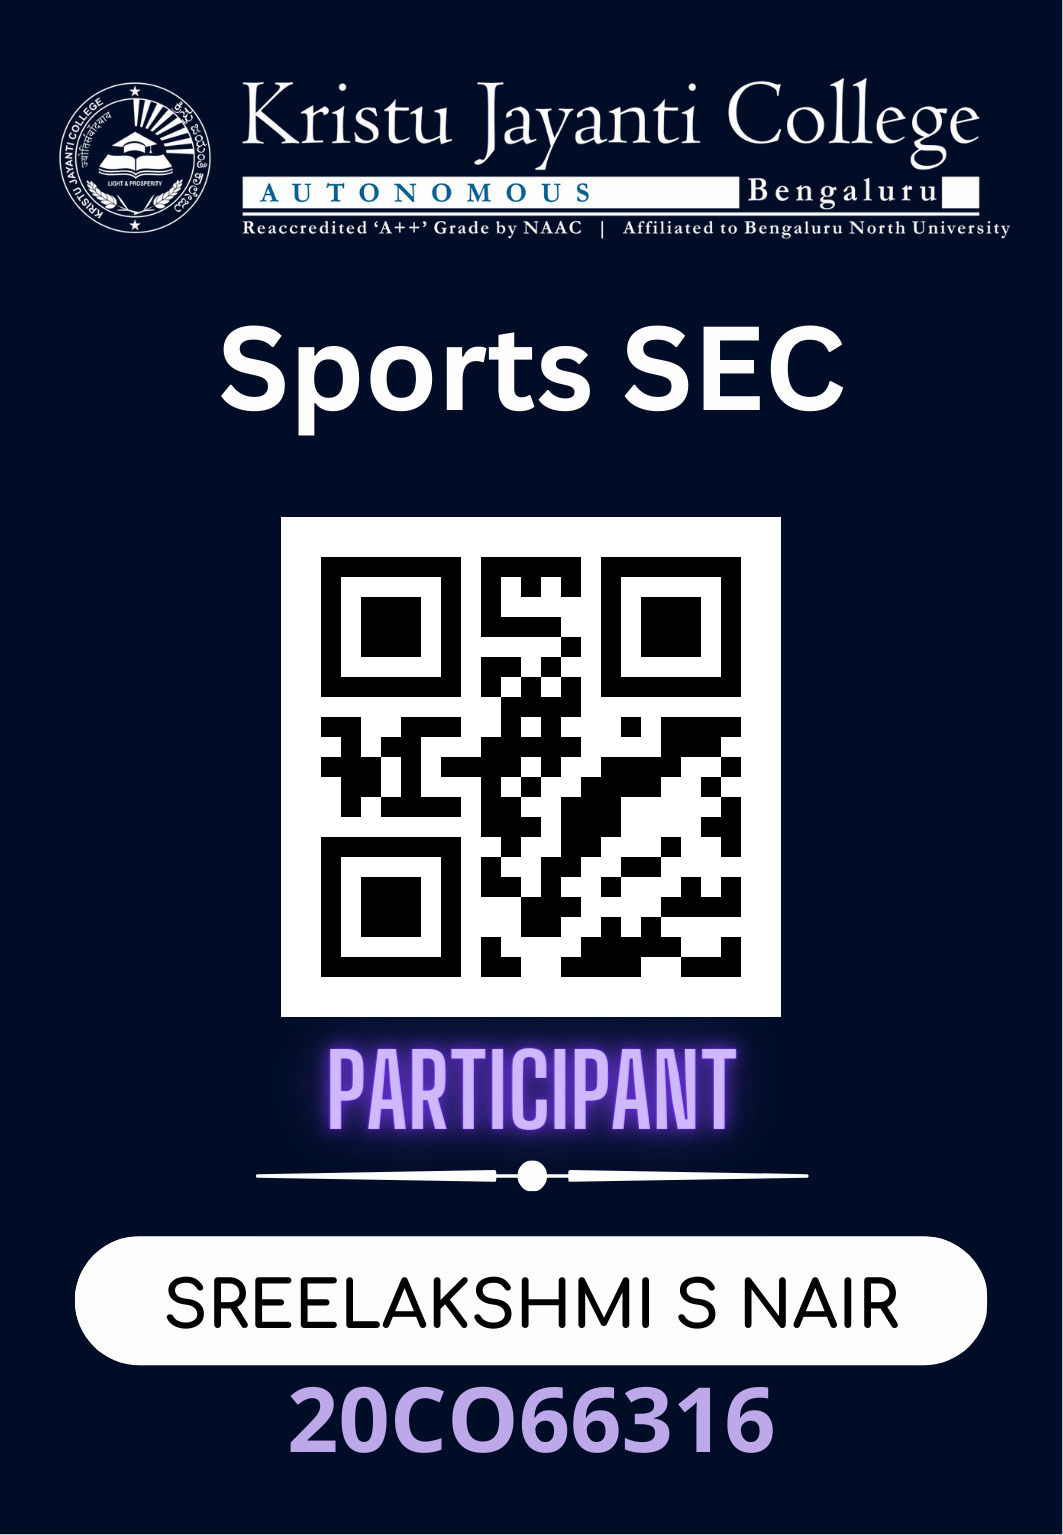 KRISTU JAYANTI COLLEGE
ಕ್ರಿಸ್ತು ಜಯಂತಿ ಕಾಲೇಜು
LIGHT & PROSPERITY
Kristu Jayanti College
AUTONOMOUS Bengaluru
Reaccredited ‘A++’ Grade by NAAC | Affiliated to Bengaluru North University
Sports SEC
PARTICIPANT
SREELAKSHMI S NAIR
20CO66316